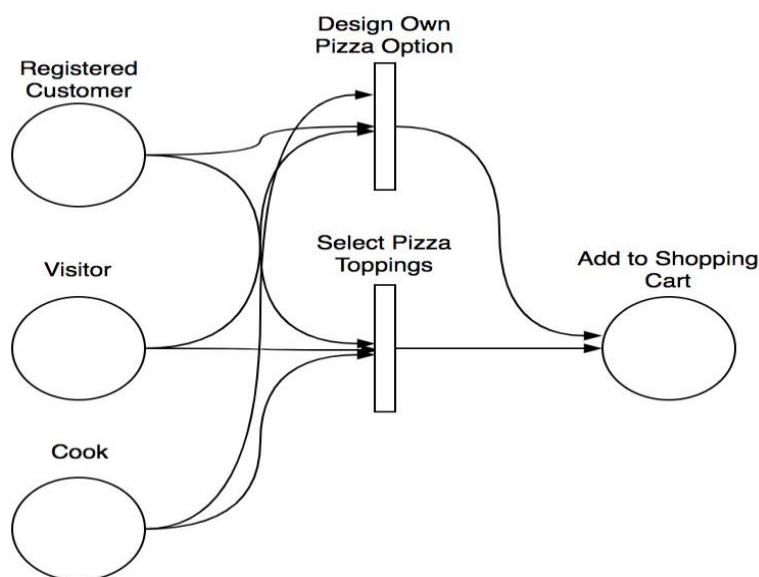 Design Own
Pizza Option
Registered
Customer
Select Pizza
Toppings
Visitor
Add to Shopping
Cart
Cook